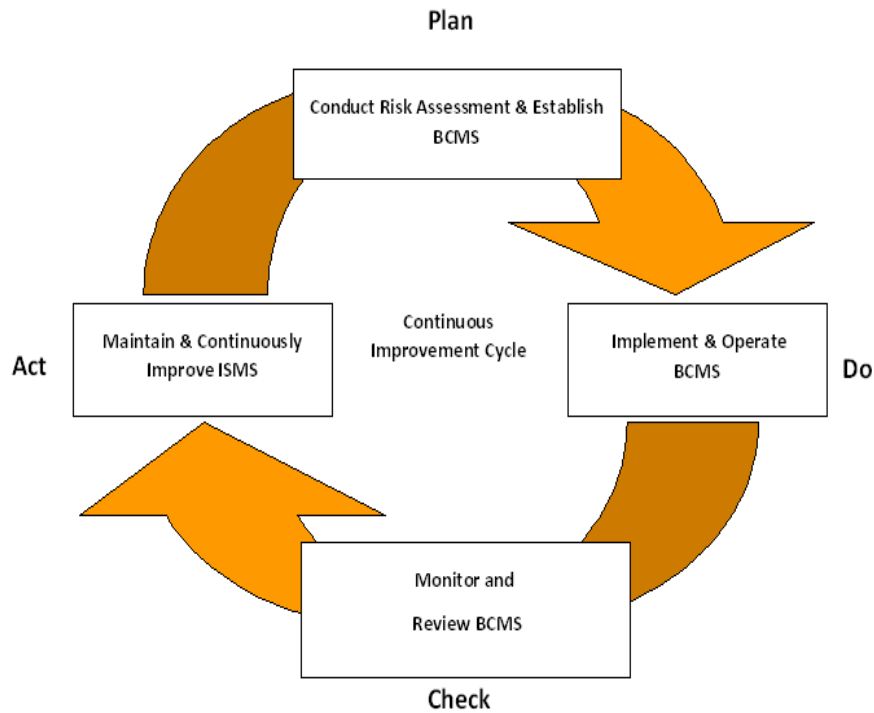 Plan
Conduct Risk Assessment & Establish
BCMS
Continuous
Improvement Cycle
Maintain & Continuously
Improve ISMS
Act
Implement & Operate
BCMS
Do
Monitor and
Review BCMS
Check